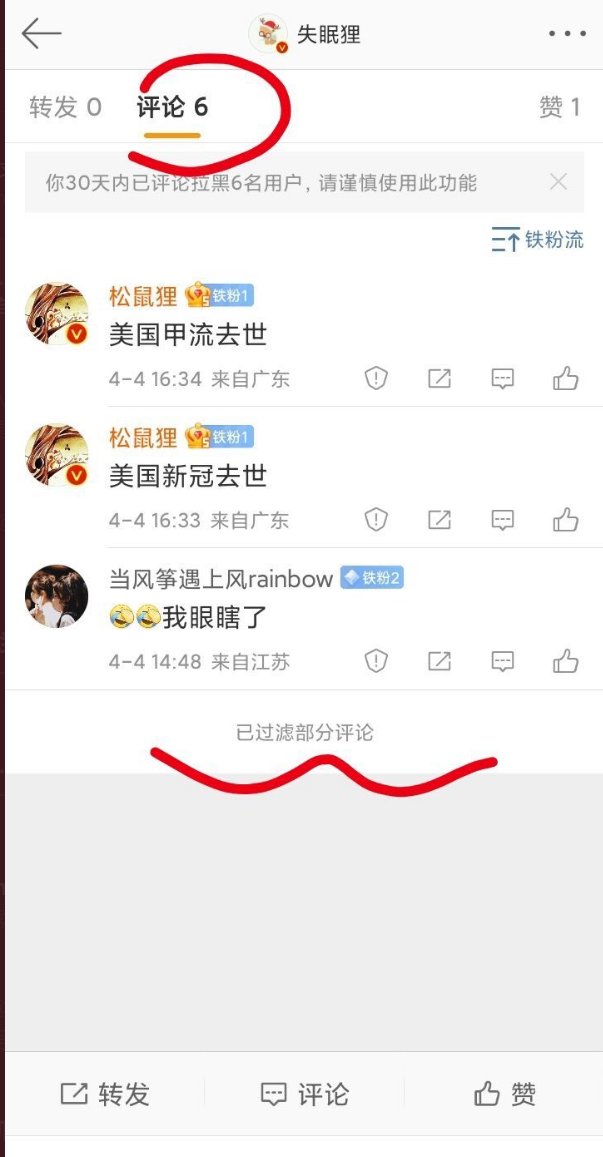 失眠狸
转发 0 评论 6 赞 1
你30天内已评论拉黑6名用户，请谨慎使用此功能
铁粉流
松鼠狸 铁粉1
美国甲流去世
4-4 16:34 来自广东
松鼠狸 铁粉1
美国新冠去世
4-4 16:33 来自广东
当风筝遇上风rainbow 铁粉2
我眼瞎了
4-4 14:48 来自江苏
已过滤部分评论
转发 评论 赞